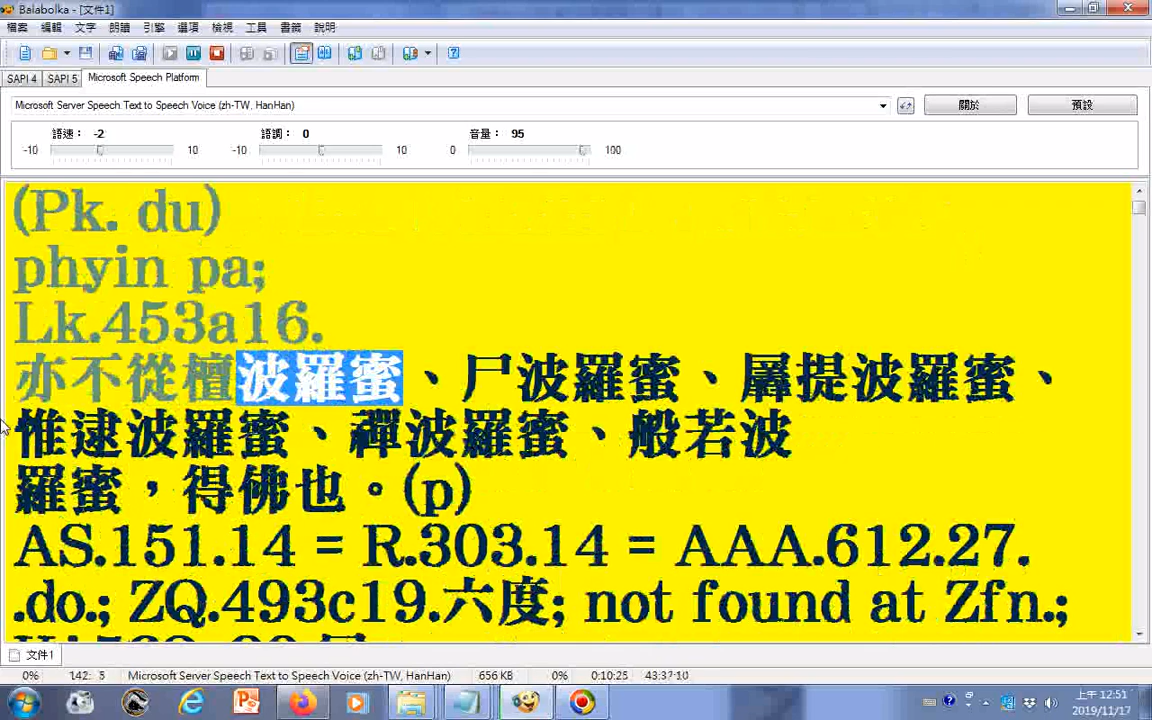 Balabolka - [文件1]
檔案 編輯 文字 朗讀 引擎 選項 檢視 工具 書籤 說明
SAPI 4 SAPI 5 Microsoft Speech Platform
Microsoft Server Speech Text to Speech Voice (zh-TW, HanHan) 關於 預設
語速： -2 語調： 0 音量： 95
-10 10 -10 10 0 100
(Pk. du)
phyin pa;
Lk.453a16.
亦不從檀波羅蜜、尸波羅蜜、羼提波羅蜜、
惟逮波羅蜜、禪波羅蜜、般若波
羅蜜，得佛也。(p)
AS.151.14 = R.303.14 = AAA.612.27.
.do.; ZQ.493c19.六度; not found at Zfn.;
文件1
0% 142: 5 Microsoft Server Speech Text to Speech Voice (zh-TW, HanHan) 656 KB 0% 0:10:25 43:37:10
上午 12:51
2019/11/17